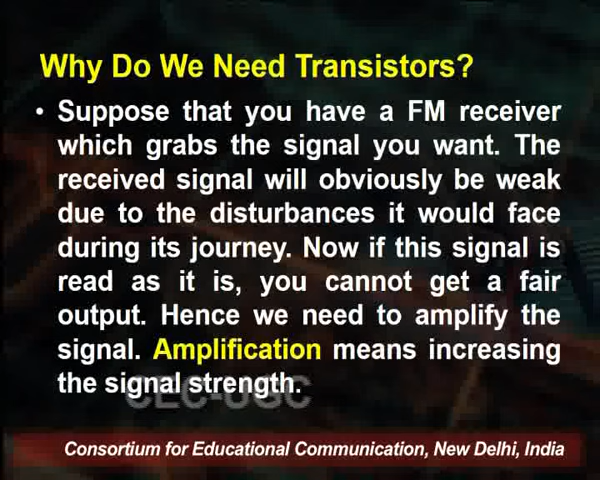 Why Do We Need Transistors?
• Suppose that you have a FM receiver
which grabs the signal you want. The
received signal will obviously be weak
due to the disturbances it would face
during its journey. Now if this signal is
read as it is, you cannot get a fair
output. Hence we need to amplify the
signal. Amplification means increasing
the signal strength.
CEC-UGC
Consortium for Educational Communication, New Delhi, India